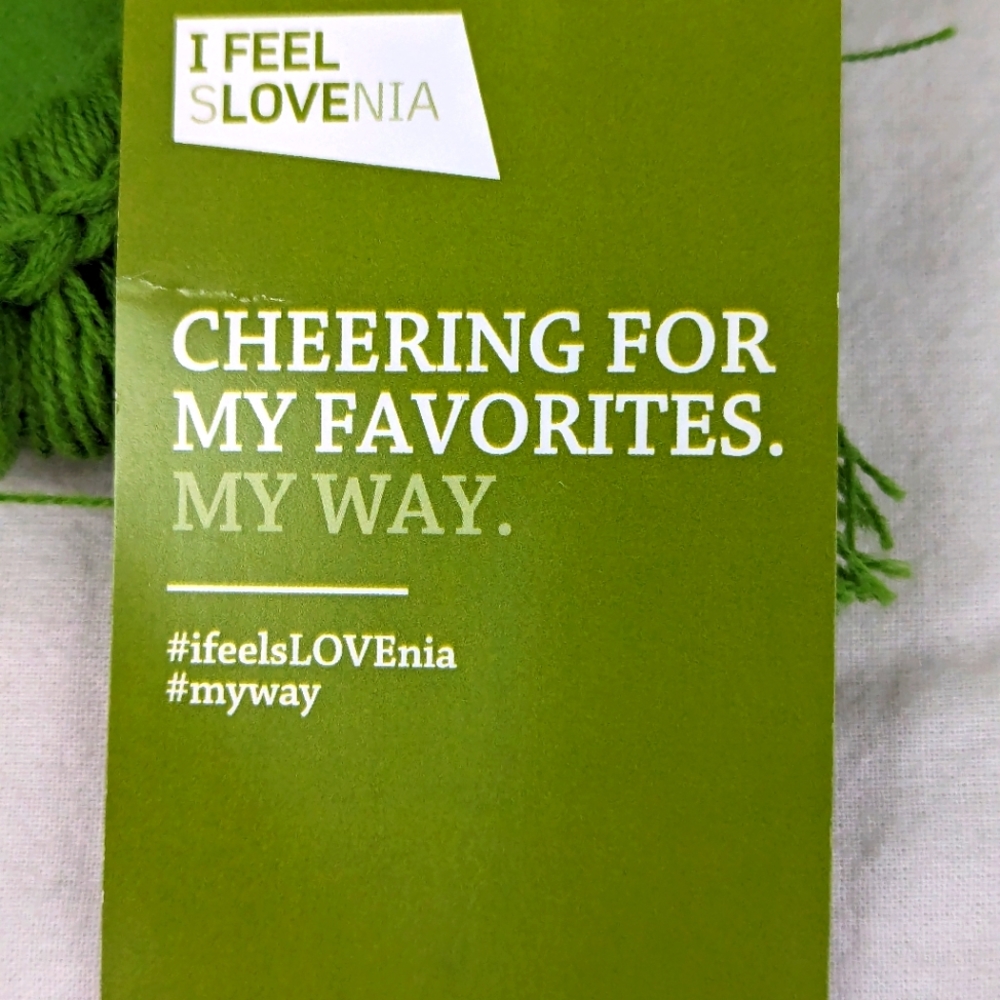 I FEEL
SLOVENIA
CHEERING FOR
MY FAVORITES.
MY WAY.
#ifeelsLOVEnia
#myway